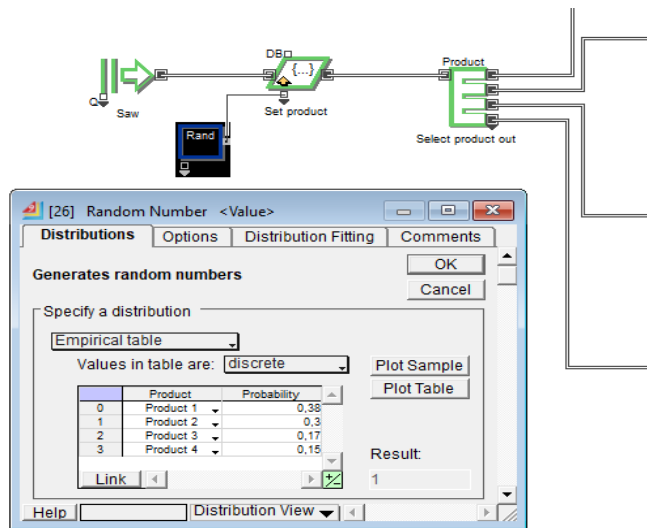 DB
{...}
Product
Q
Saw
Set product
Rand
Select product out
[26] Random Number <Value>
Distributions Options Distribution Fitting Comments
Generates random numbers
OK
Cancel
Specify a distribution
Empirical table
Values in table are: discrete
Plot Sample
Plot Table
Product Probability
0 Product 1 0,38
1 Product 2 0,3
2 Product 3 0,17
3 Product 4 0,15
Link
Result:
1
Help Distribution View